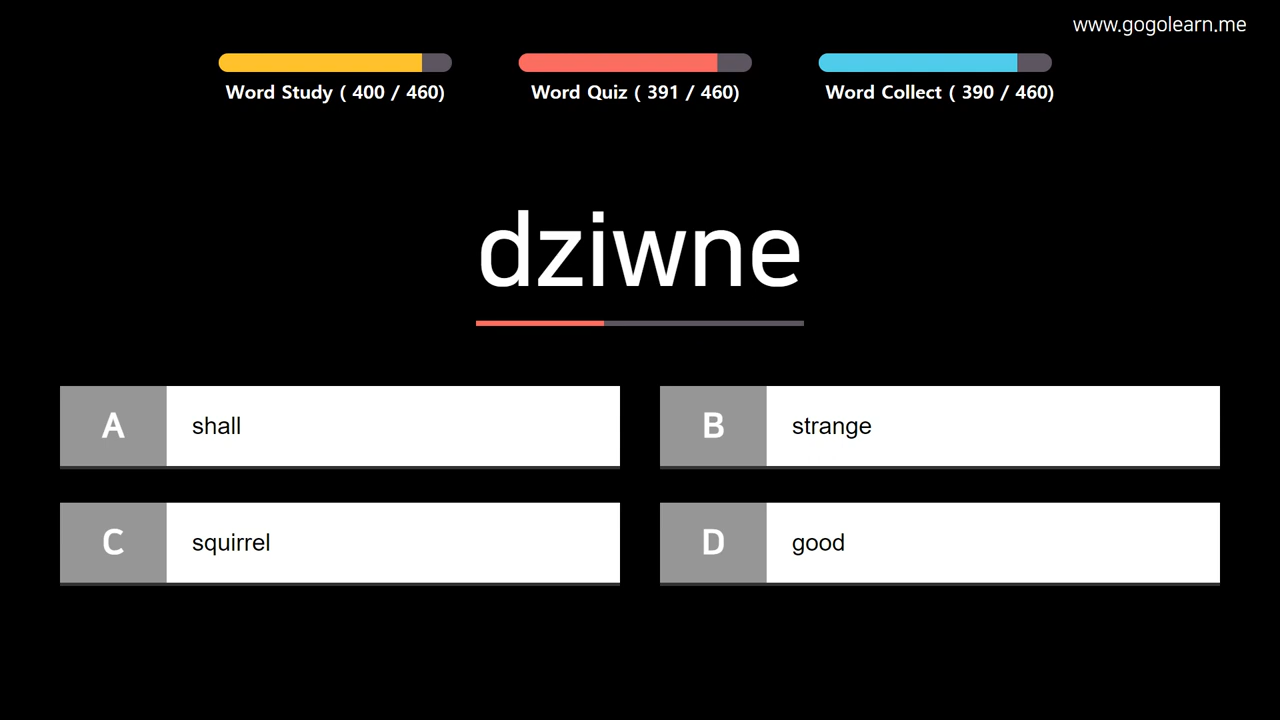 www.gogolearn.me
Word Study ( 400 / 460)
Word Quiz ( 391 / 460)
Word Collect ( 390 / 460)
dziwne
A shall
B strange
C squirrel
D good